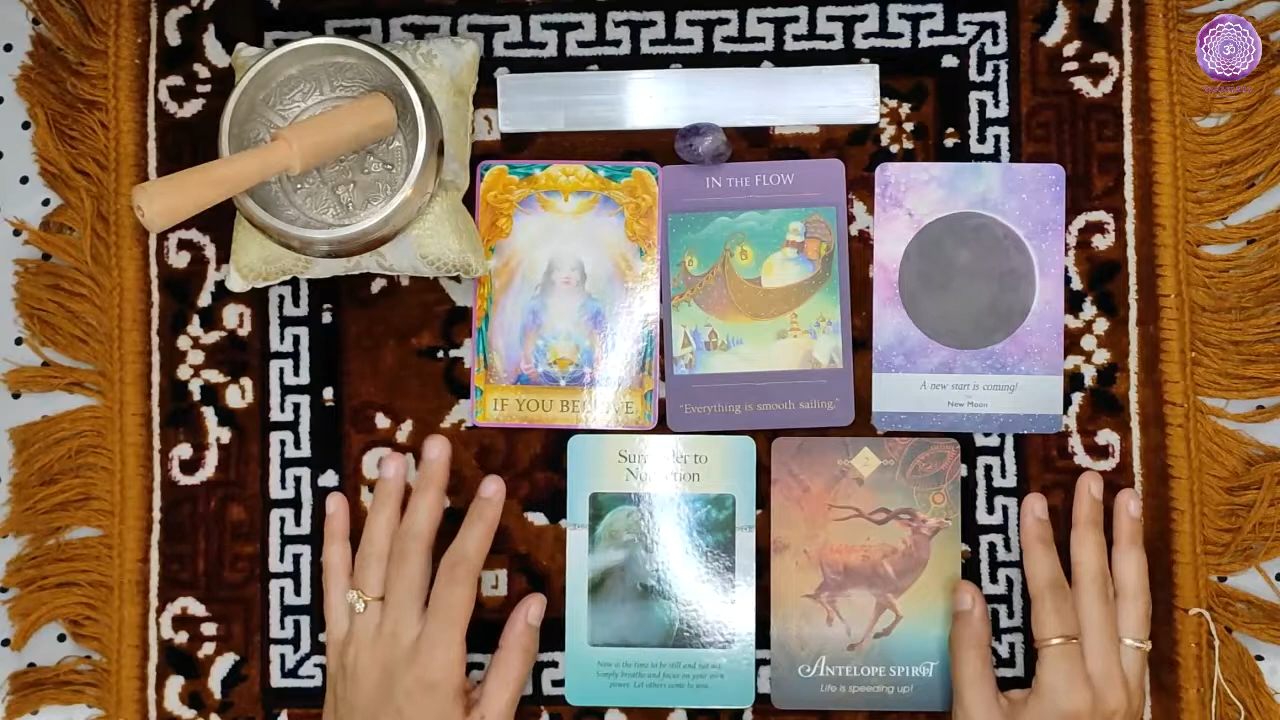 IN THE FLOW
IF YOU BELIEVE
"Everything is smooth sailing."
A new start is coming!
New Moon
Surrender to
Non-Action
Now is the time to be still and not act.
Simply breathe and focus on your own
power. Let others come to you.
ANTELOPE SPIRIT
Life is speeding up!